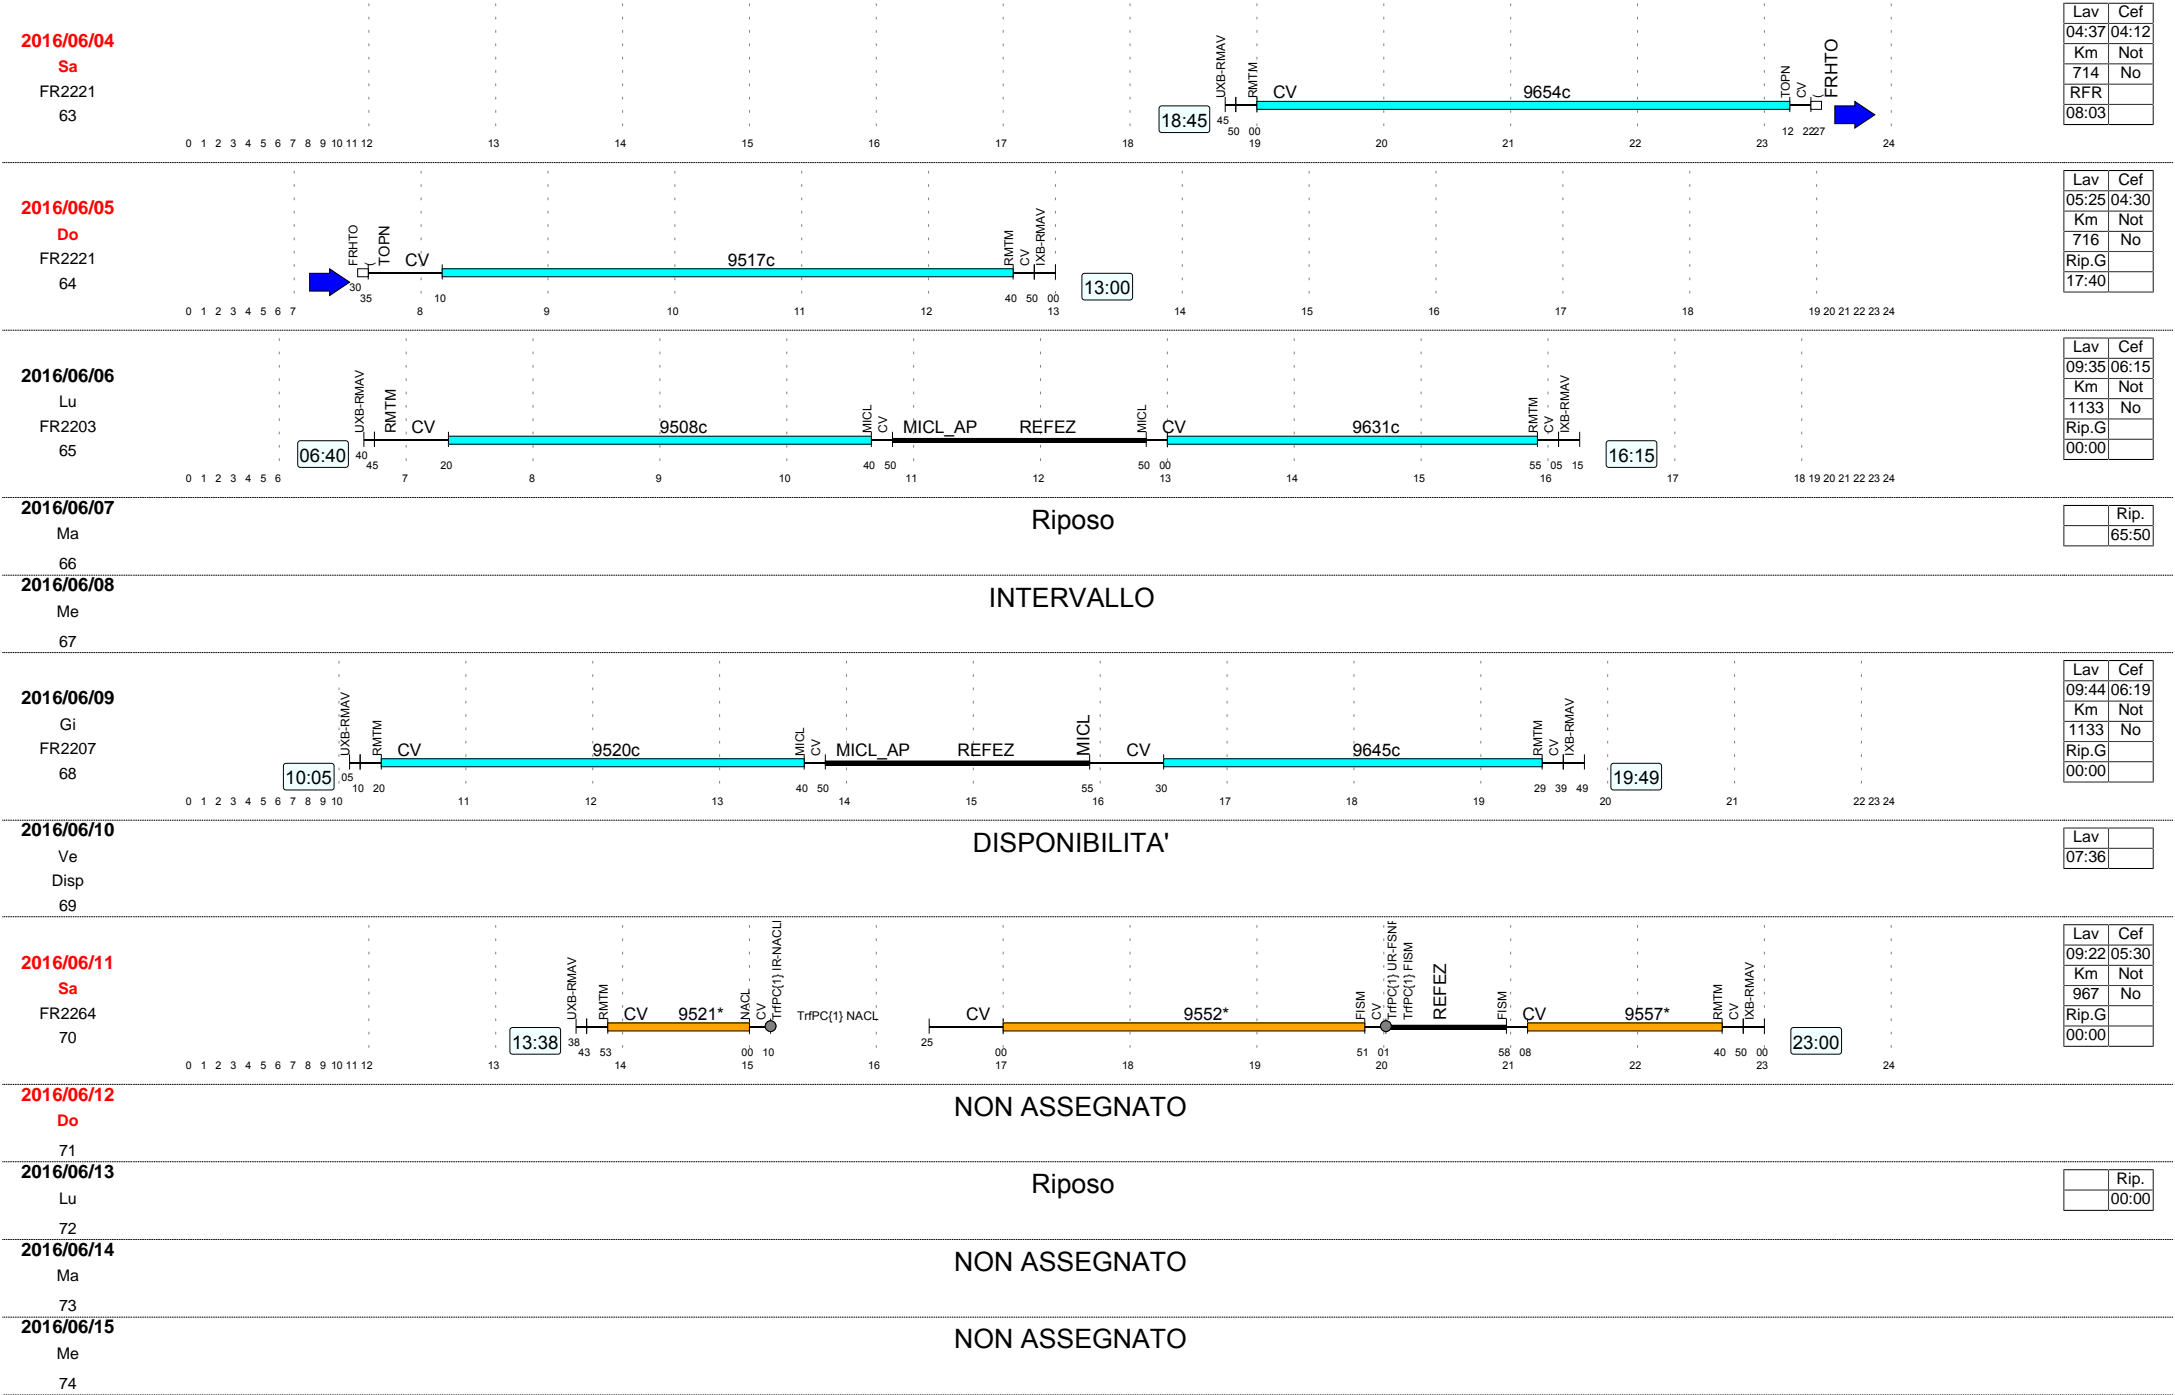 2016/06/04
Sa
FR2221
63
18:45
UXB-RMAV
RMTM
CV
9654c
TOPN
CV
(
FRHTO
45
50 00
12 22 27
0 1 2 3 4 5 6 7 8 9 10 11 12 13 14 15 16 17 18 19 20 21 22 23 24
Lav Cef
04:37 04:12
Km Not
714 No
RFR
08:03
2016/06/05
Do
FR2221
64
FRHTO
(
TOPN
CV
9517c
RMTM
CV
IXB-RMAV
13:00
30
35 10 40 50 00
0 1 2 3 4 5 6 7 8 9 10 11 12 13 14 15 16 17 18 19 20 21 22 23 24
Lav Cef
05:25 04:30
Km Not
716 No
Rip.G
17:40
2016/06/06
Lu
FR2203
65
06:40
UXB-RMAV
RMTM
CV
9508c
MICL
CV
MICL_AP REFEZ
MICL
CV
9631c
RMTM
CV
IXB-RMAV
16:15
40
45 20 40 50 50 00 55 05 15
0 1 2 3 4 5 6 7 8 9 10 11 12 13 14 15 16 17 18 19 20 21 22 23 24
Lav Cef
09:35 06:15
Km Not
1133 No
Rip.G
00:00
2016/06/07
Ma
66
Riposo
Rip.
65:50
2016/06/08
Me
67
INTERVALLO
2016/06/09
Gi
FR2207
68
10:05
UXB-RMAV
RMTM
CV
9520c
MICL
CV
MICL_AP REFEZ
MICL
CV
9645c
RMTM
CV
IXB-RMAV
19:49
05
10 20 40 50 55 30 29 39 49
0 1 2 3 4 5 6 7 8 9 10 11 12 13 14 15 16 17 18 19 20 21 22 23 24
Lav Cef
09:44 06:19
Km Not
1133 No
Rip.G
00:00
2016/06/10
Ve
Disp
69
DISPONIBILITA'
Lav
07:36
2016/06/11
Sa
FR2264
70
13:38
UXB-RMAV
RMTM
CV
9521*
NACL
CV
TrfPC{1} IR-NACL
TrfPC{1} NACL
CV
9552*
FISM
CV
TrfPC{1} UR-FSN
TrfPC{1} FISM
REFEZ
FISM
CV
9557*
RMTM
CV
IXB-RMAV
23:00
38
43 53 00 10 25 00 51 01 58 08 40 50 00
0 1 2 3 4 5 6 7 8 9 10 11 12 13 14 15 16 17 18 19 20 21 22 23 24
Lav Cef
09:22 05:30
Km Not
967 No
Rip.G
00:00
2016/06/12
Do
71
NON ASSEGNATO
2016/06/13
Lu
72
Riposo
Rip.
00:00
2016/06/14
Ma
73
NON ASSEGNATO
2016/06/15
Me
74
NON ASSEGNATO